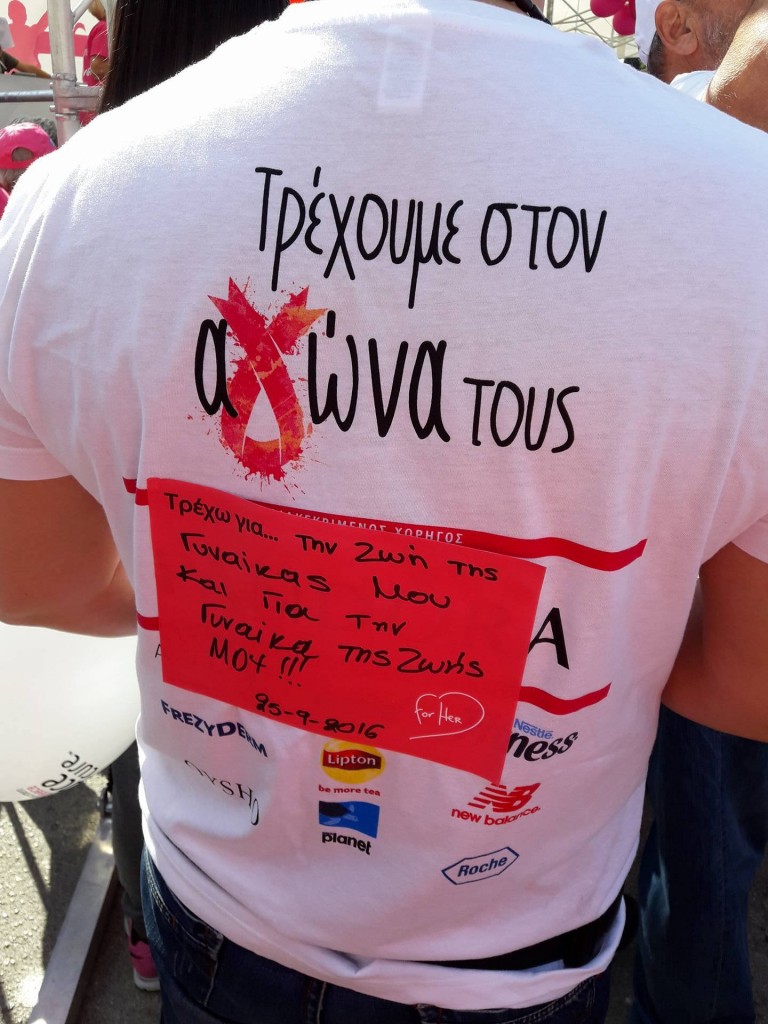 Τρέχουμε στον
αγώνα τους
ΧΟΡΗΓΟΣ
Τρέχω για... την Ζωή της
Γυναίκας Μου
Και Για Την
Γυναίκα Της Ζωής
ΜΟΥ!!!
25-9-2016
for HER
A
FREZYDERM
OYSHO
Lipton
be more tea
planet
Nestlé
new balance
Roche